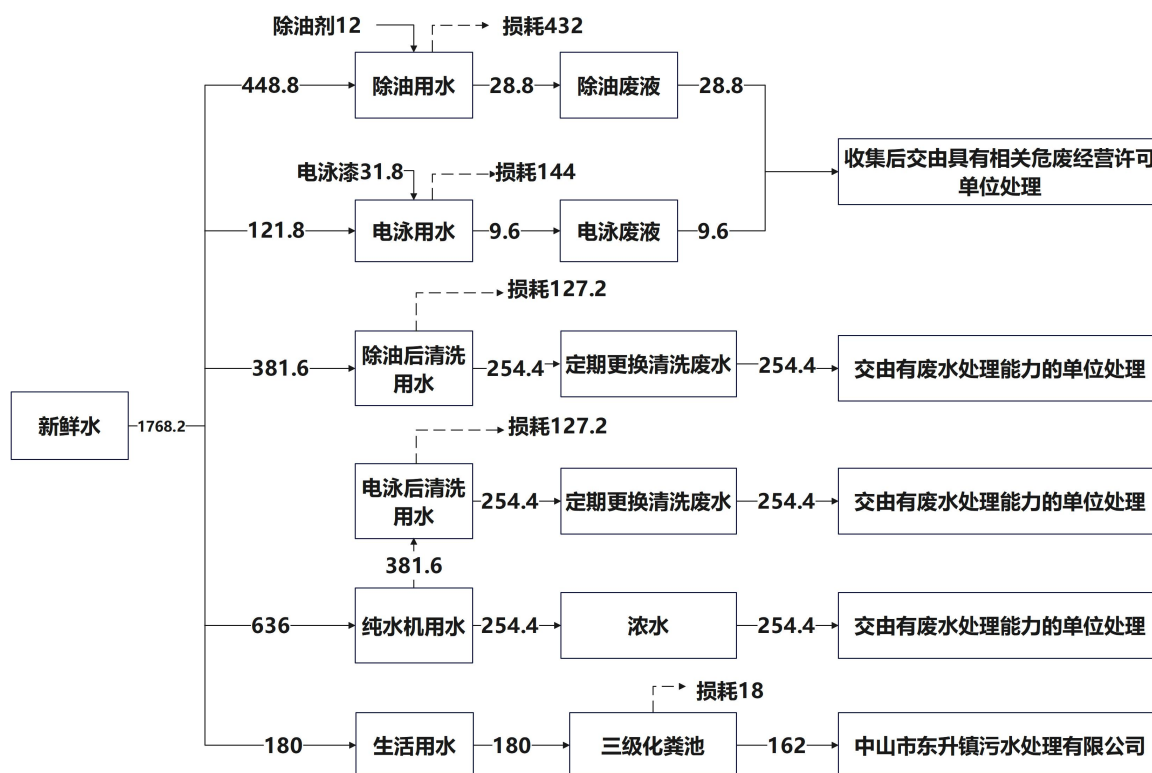 除油剂12
损耗432
448.8
除油用水
28.8
除油废液
28.8
收集后交由具有相关危废经营许可
单位处理
电泳漆31.8
损耗144
121.8
电泳用水
9.6
电泳废液
9.6
损耗127.2
381.6
除油后清洗
用水
254.4
定期更换清洗废水
254.4
交由有废水处理能力的单位处理
新鲜水
1768.2
损耗127.2
电泳后清洗
用水
254.4
定期更换清洗废水
254.4
交由有废水处理能力的单位处理
381.6
636
纯水机用水
254.4
浓水
254.4
交由有废水处理能力的单位处理
损耗18
180
生活用水
180
三级化粪池
162
中山市东升镇污水处理有限公司